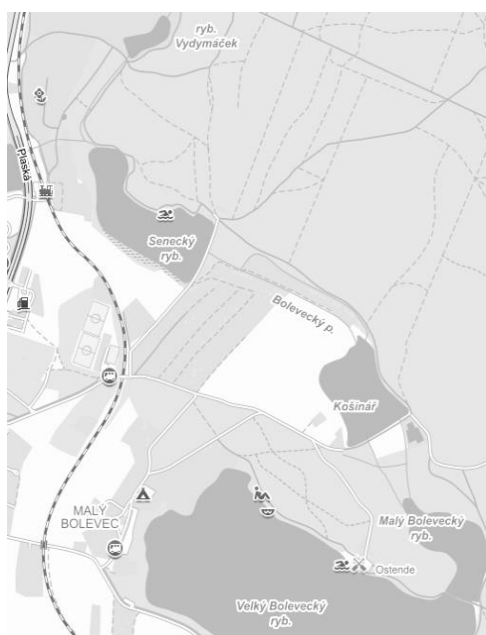 ryb.
Vydymáček
Plaská
Senecký
ryb.
Bolevecký p.
Košinář
MALÝ
BOLEVEC
Malý Bolevecký
ryb.
Ostende
Velký Bolevecký
ryb.